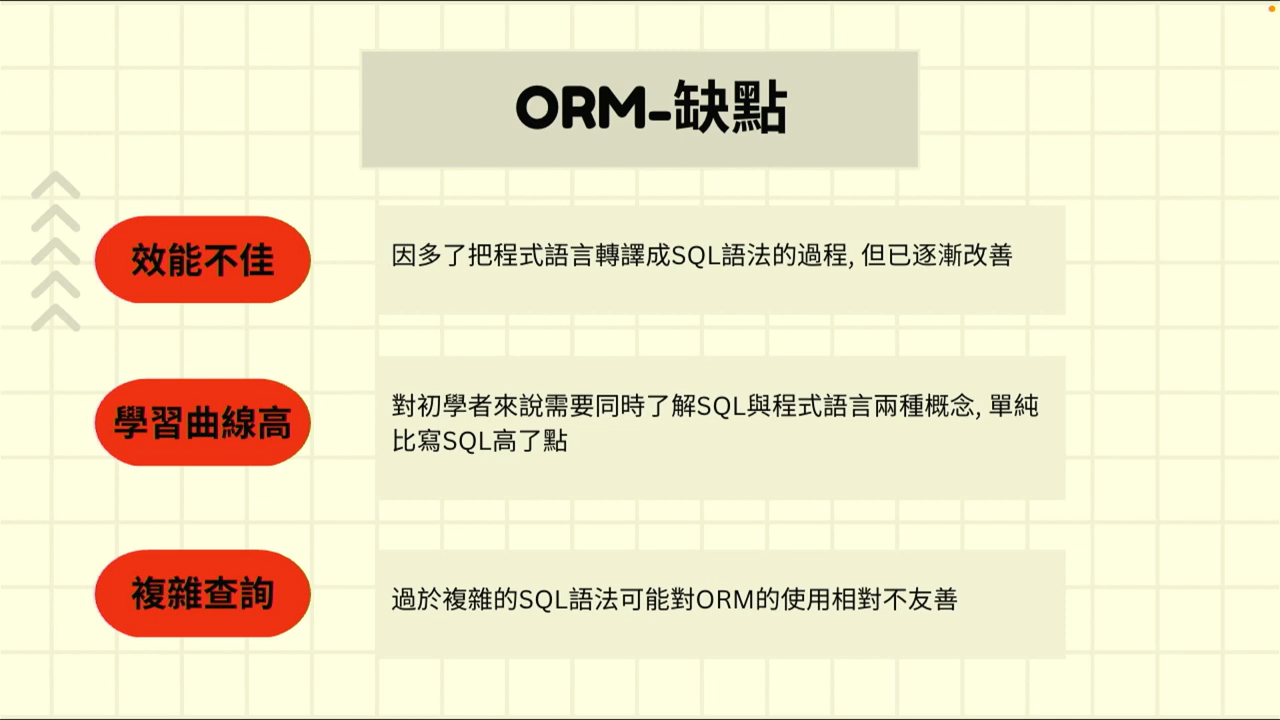 ORM-缺點
效能不佳
因多了把程式語言轉譯成SQL語法的過程, 但已逐漸改善
學習曲線高
對初學者來說需要同時了解SQL與程式語言兩種概念, 單純
比寫SQL高了點
複雜查詢
過於複雜的SQL語法可能對ORM的使用相對不友善